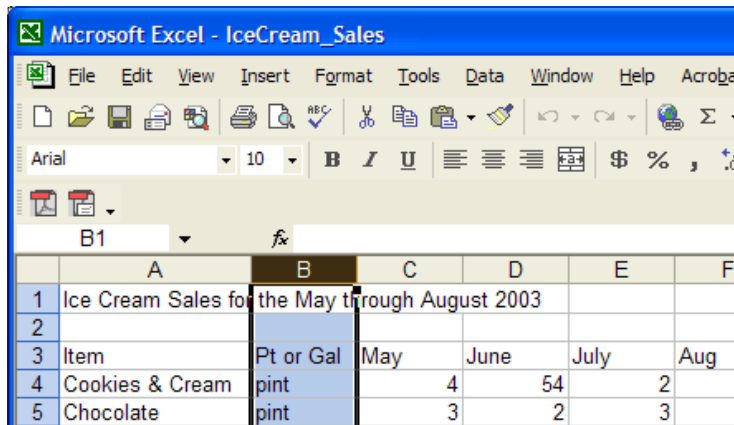 Microsoft Excel - IceCream_Sales
File Edit View Insert Format Tools Data Window Help
ABC Σ
Arial 10 B I U $ % ,
B1 fx
A B C D E F
1 Ice Cream Sales for the May through August 2003
2
3 Item Pt or Gal May June July Aug
4 Cookies & Cream pint 4 54 2
5 Chocolate pint 3 2 3